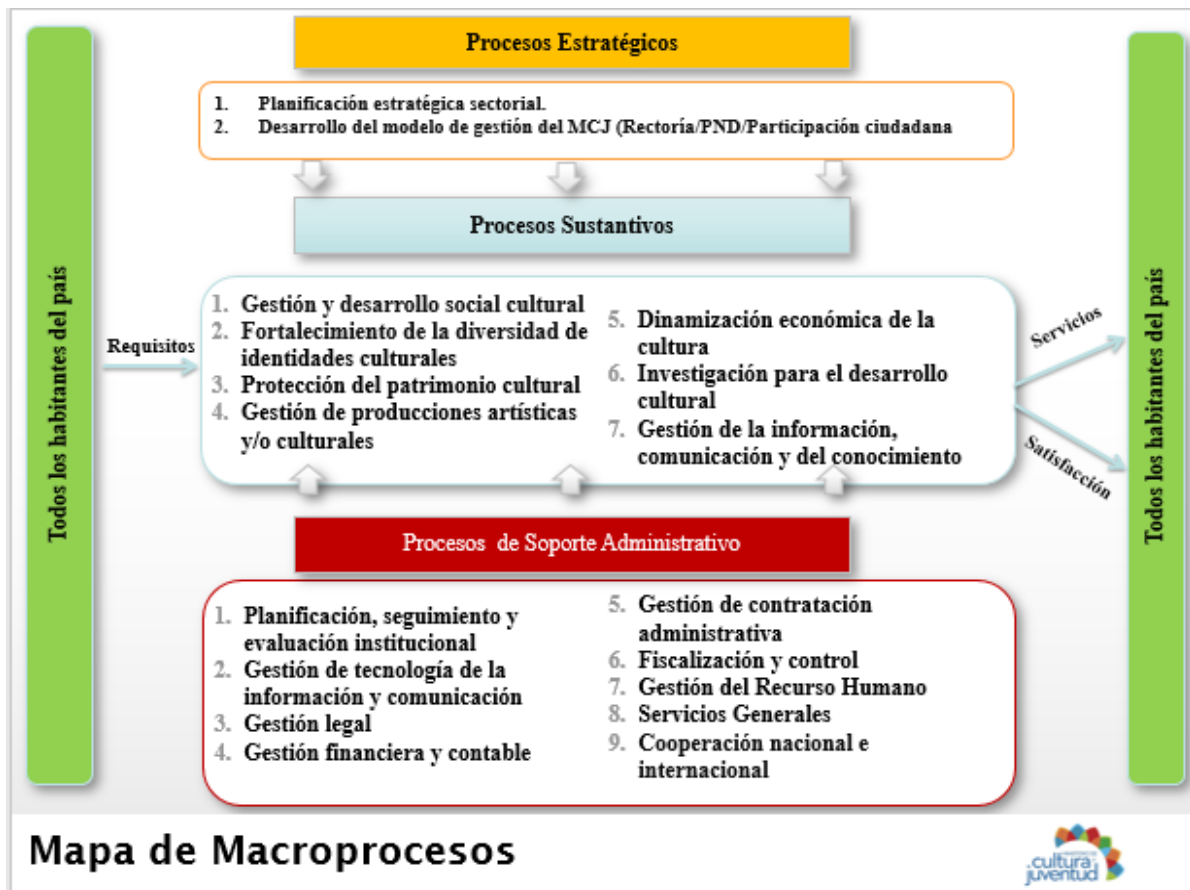 Procesos Estratégicos
1. Planificación estratégica sectorial.
2. Desarrollo del modelo de gestión del MCJ (Rectoría/PND/Participación ciudadana
Procesos Sustantivos
Todos los habitantes del país
Requisitos
1. Gestión y desarrollo social cultural
2. Fortalecimiento de la diversidad de
identidades culturales
3. Protección del patrimonio cultural
4. Gestión de producciones artísticas
y/o culturales
5. Dinamización económica de la
cultura
6. Investigación para el desarrollo
cultural
7. Gestión de la información,
comunicación y del conocimiento
Servicios
Satisfacción
Todos los habitantes del país
Procesos de Soporte Administrativo
1. Planificación, seguimiento y
evaluación institucional
2. Gestión de tecnología de la
información y comunicación
3. Gestión legal
4. Gestión financiera y contable
5. Gestión de contratación
administrativa
6. Fiscalización y control
7. Gestión del Recurso Humano
8. Servicios Generales
9. Cooperación nacional e
internacional
Mapa de Macroprocesos
cultura
juventud